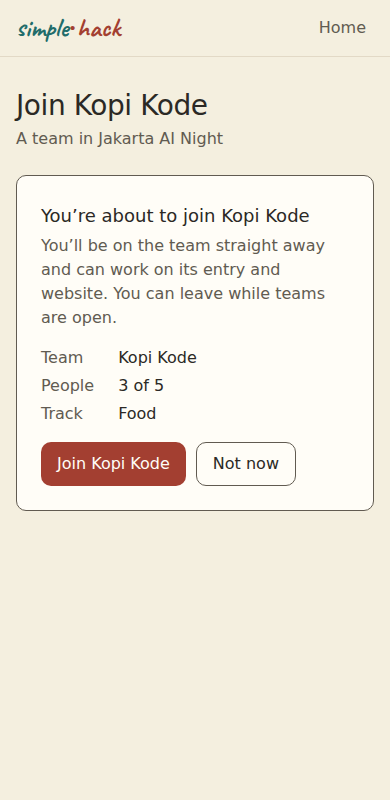 simple·hack
Home
Join Kopi Kode
A team in Jakarta AI Night
You’re about to join Kopi Kode
You’ll be on the team straight away
and can work on its entry and
website. You can leave while teams
are open.
Team Kopi Kode
People 3 of 5
Track Food
Join Kopi Kode
Not now